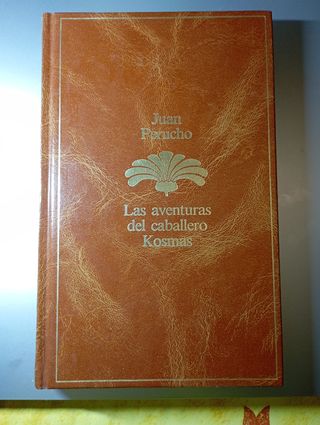 Juan
Perucho
Las aventuras
del caballero
Kosmas